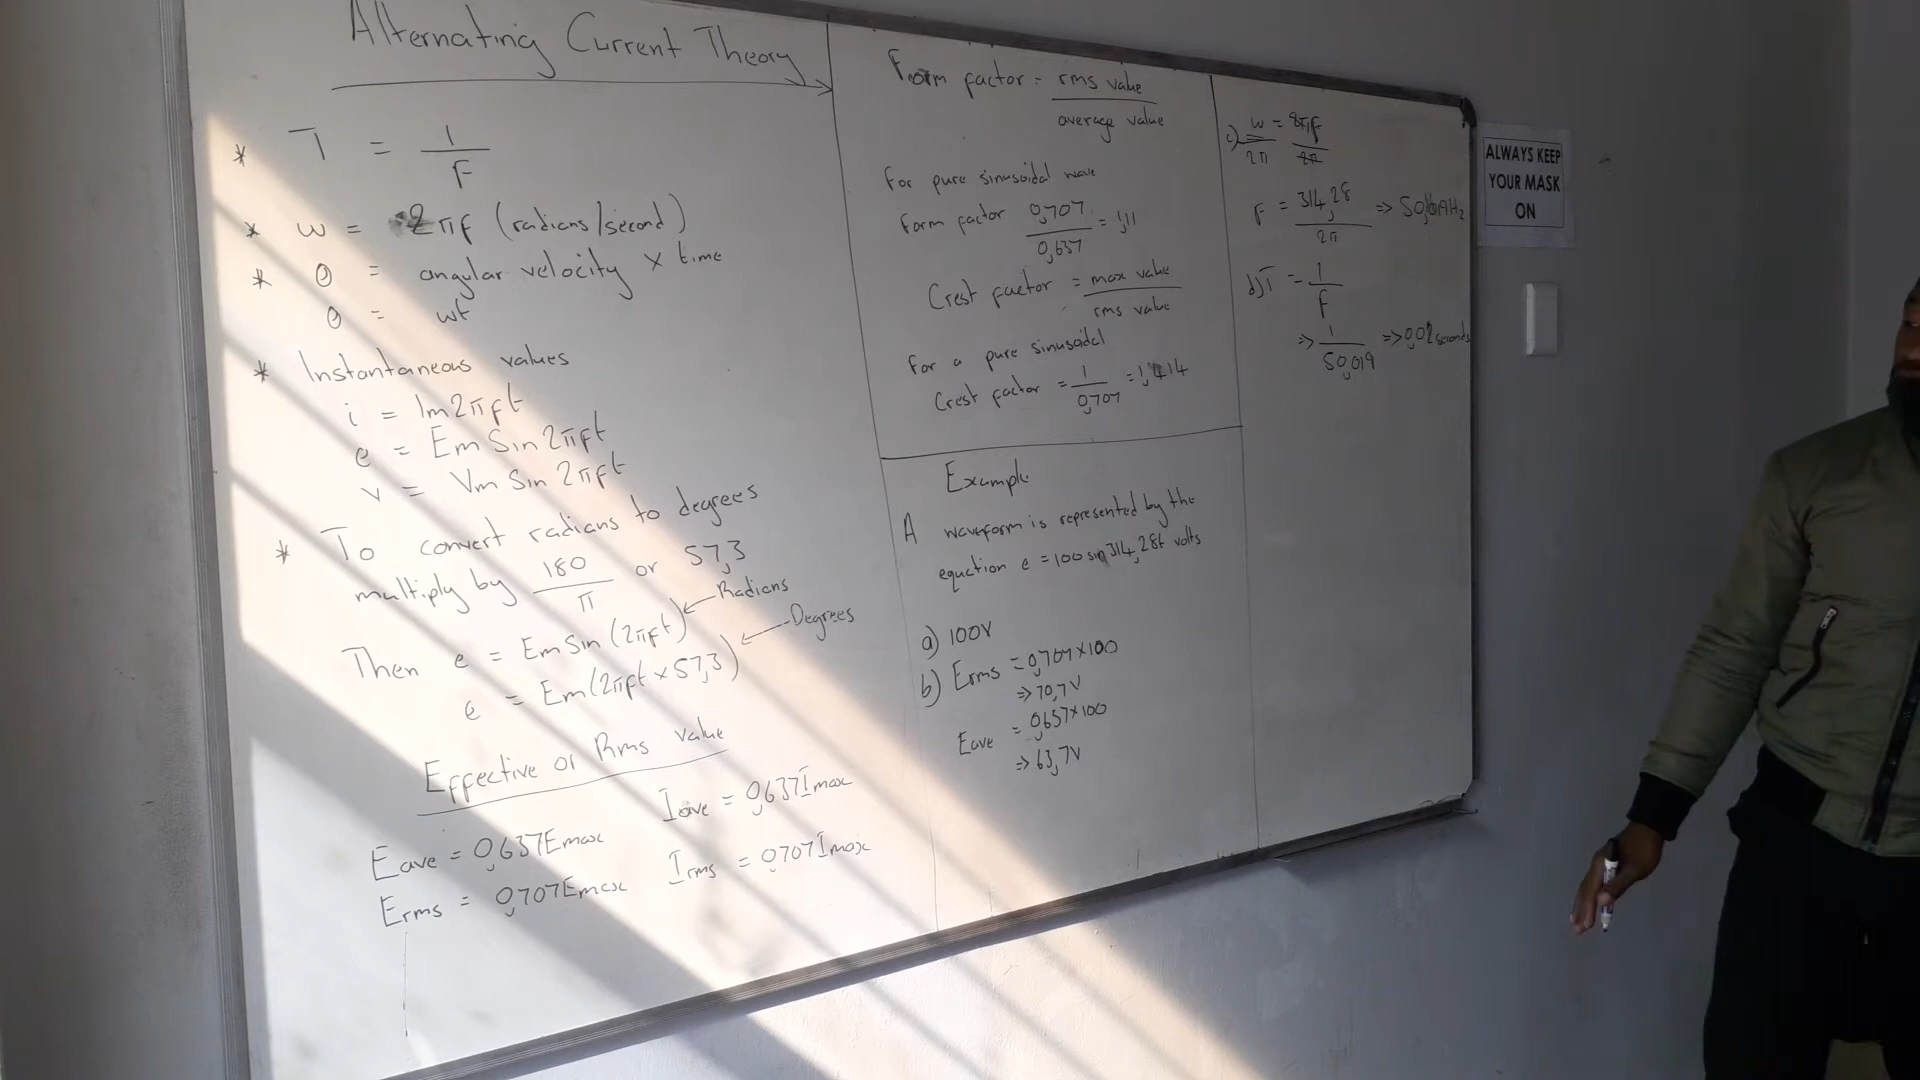 Alternating Current Theory
* T = 1/F
* w = 2πf (radians/second)
* θ = angular velocity × time
θ = wt
* Instantaneous values
i = Im2πft
e = Em Sin 2πft
v = Vm Sin 2πft
* To convert radians to degrees
multiply by 180/π or 57,3
Then e = Em Sin (2πft) ← Radians
e = Em(2πft × 57,3) ← Degrees
Effective or Rms value
Eave = 0,637Emax
Iave = 0,637Imax
Erms = 0,707Emax
Irms = 0,707Imax
Form factor = rms value
average value
for pure sinusoidal wave
form factor 0,707/0,637 = 1,11
Crest factor = max value
rms value
for a pure sinusoidal
Crest factor = 1/0,707 = 1,414
Example
A waveform is represented by the
equation e = 100 sin 314,28t volts
a) 100V
b) Erms = 0,707×100
=> 70,7V
Eave = 0,637×100
=> 63,7V
c) w/2π = 2πf/2π
F = 314,28/2π =>
d) T = 1/F
=> 1/50,019 => 0,02 seconds
ALWAYS KEEP
YOUR MASK
ON